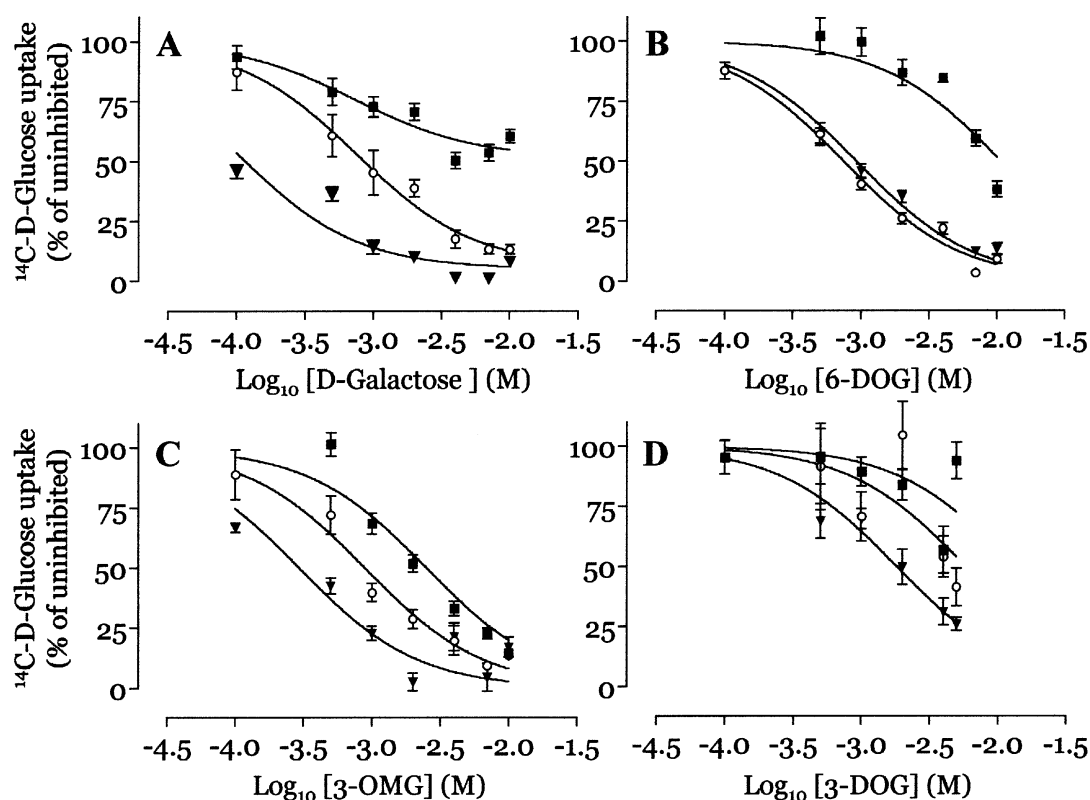 ¹⁴C-D-Glucose uptake
(% of uninhibited)
A
100
75
50
25
0
-4.5 -4.0 -3.5 -3.0 -2.5 -2.0 -1.5
Log₁₀ [D-Galactose ] (M)
B
100
75
50
25
0
-4.5 -4.0 -3.5 -3.0 -2.5 -2.0 -1.5
Log₁₀ [6-DOG] (M)
¹⁴C-D-Glucose uptake
(% of uninhibited)
C
100
75
50
25
0
-4.5 -4.0 -3.5 -3.0 -2.5 -2.0 -1.5
Log₁₀ [3-OMG] (M)
D
100
75
50
25
0
-4.5 -4.0 -3.5 -3.0 -2.5 -2.0 -1.5
Log₁₀ [3-DOG] (M)